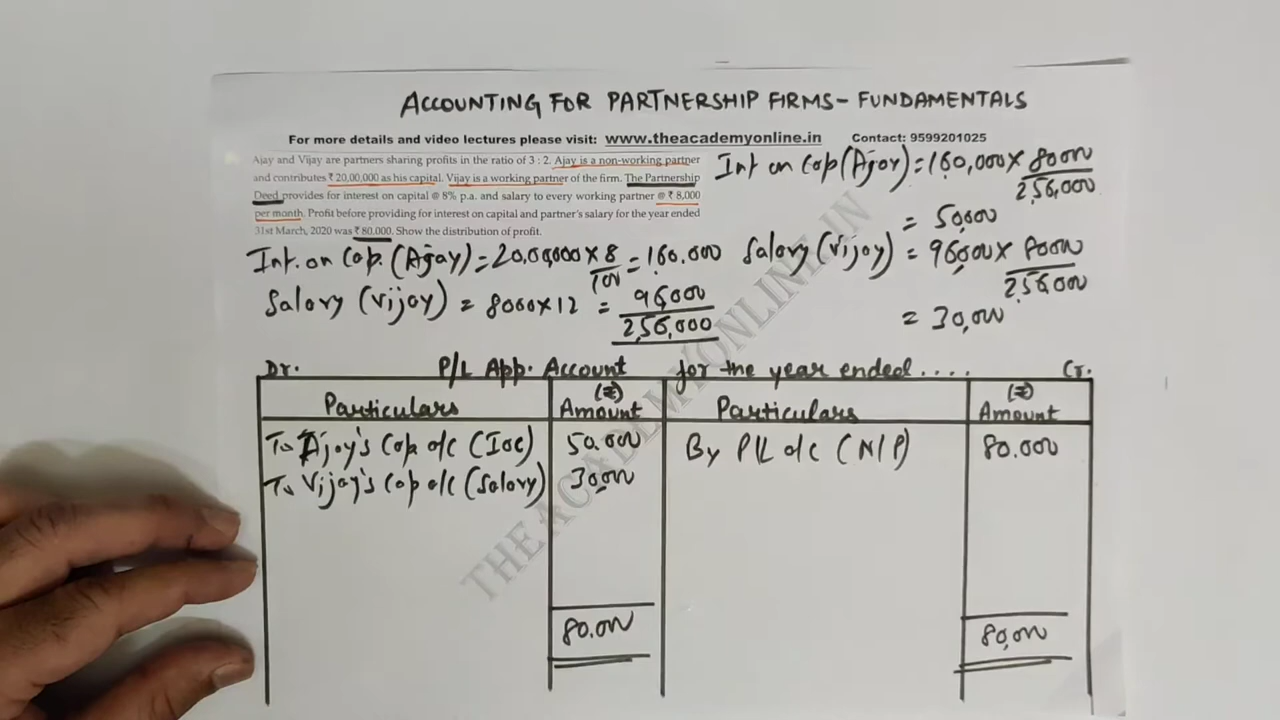 ACCOUNTING FOR PARTNERSHIP FIRMS- FUNDAMENTALS
For more details and video lectures please visit: www.theacademyonline.in Contact: 9599201025
Ajay and Vijay are partners sharing profits in the ratio of 3 : 2. Ajay is a non-working partner
and contributes ₹ 20,00,000 as his capital. Vijay is a working partner of the firm. The Partnership
Deed provides for interest on capital @ 8% p.a. and salary to every working partner @ ₹ 8,000
per month. Profit before providing for interest on capital and partner's salary for the year ended
31st March, 2020 was ₹ 80,000. Show the distribution of profit.
Int on Cap (Ajay) = 160,000 × 80000
256,000
= 50,000
Int. on Cap. (Ajay) = 20,00,000 × 8 = 160,000
100
Salary (Vijay) = 96000 × 80000
2,56,000
= 30,000
Salary (Vijay) = 8000×12 = 96,000
2,56,000
Dr. P/L App. Account for the year ended.... Cr.
Particulars (₹) Amount Particulars (₹) Amount
To Ajay's Cap a/c (IOC) 50,000 By P/L a/c (N/P) 80,000
To Vijay's Cap a/c (Salary) 30,000
80,000 80,000
THEACADEMYONLINE.IN